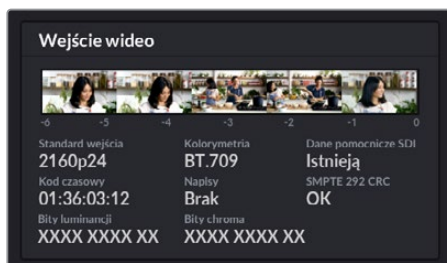 Wejście wideo
-6 -5 -4 -3 -2 -1 0
Standard wejścia Kolorymetria Dane pomocnicze SDI
2160p24 BT.709 Istnieją
Kod czasowy Napisy SMPTE 292 CRC
01:36:03:12 Brak OK
Bity luminancji Bity chroma
XXXX XXXX XX XXXX XXXX XX